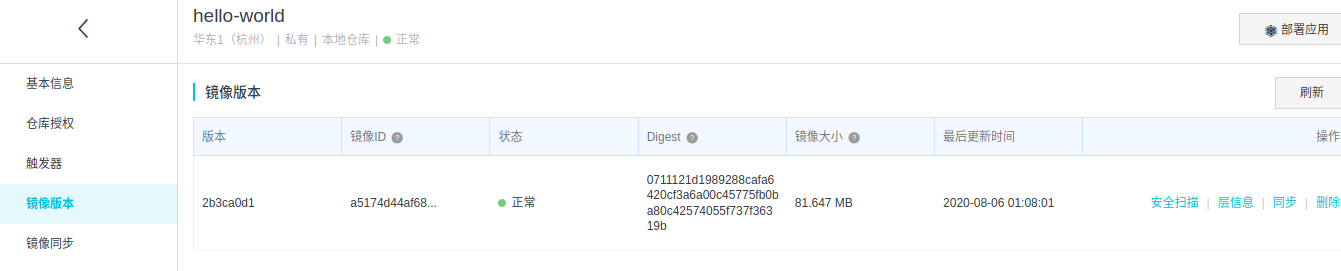 hello-world
华东1（杭州） | 私有 | 本地仓库 | 正常
部署应用
基本信息
仓库授权
触发器
镜像版本
镜像同步
镜像版本
刷新
版本 镜像ID ? 状态 Digest ? 镜像大小 ? 最后更新时间 操作
2b3ca0d1 a5174d44af68... 正常 0711121d1989288cafa6
420cf3a6a00c45775fb0b
a80c42574055f737f363
19b
81.647 MB 2020-08-06 01:08:01 安全扫描 | 层信息 | 同步 | 删除